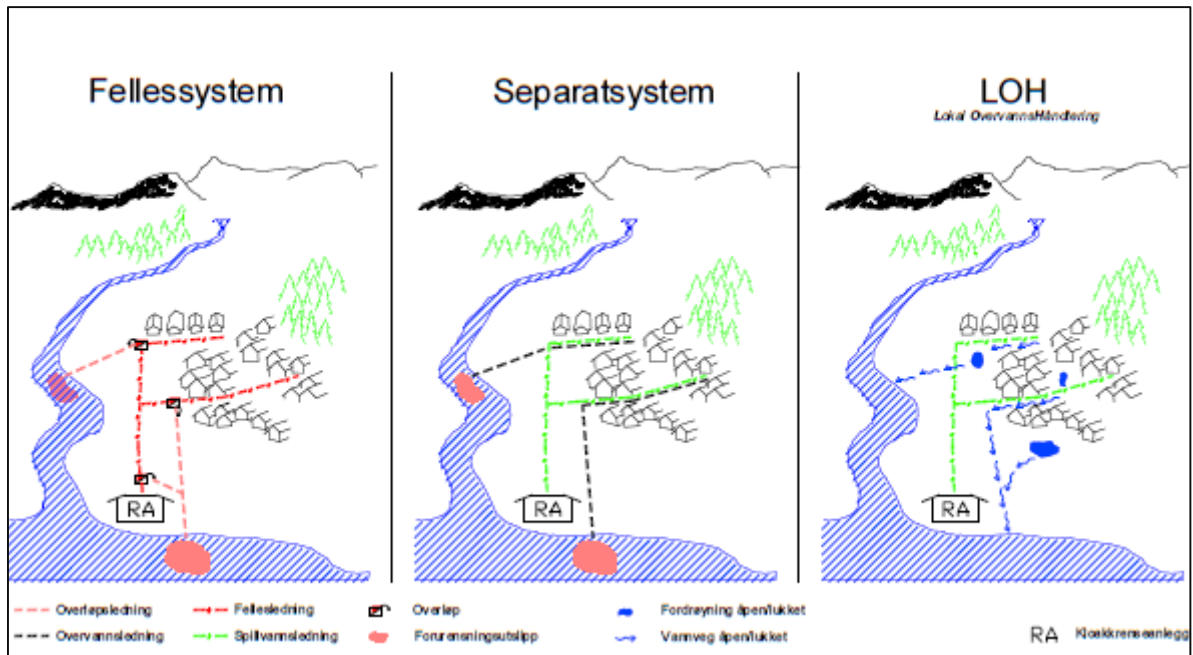 Fellessystem
Separatsystem
LOH
Lokal OvervannsHåndtering
RA
RA
RA
Overløpsledning
Fellesledning
Overløp
Fordrøyning åpen/lukket
Overvannsledning
Spillvannsledning
Forurensningsutslipp
Vannveg åpen/lukket
RA Kloakkrenseanlegg